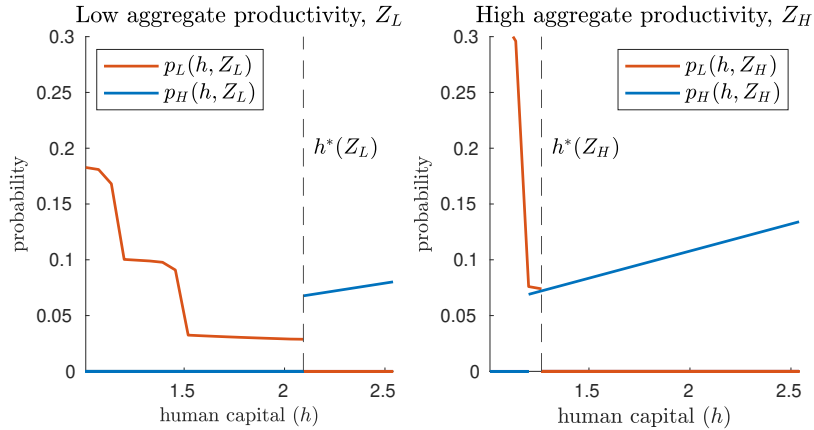 Low aggregate productivity, Z_L
0.3
0.25
0.2
0.15
0.1
0.05
0
p_L(h, Z_L)
p_H(h, Z_L)
h*(Z_L)
probability
1.5
2
2.5
human capital (h)
High aggregate productivity, Z_H
0.3
0.25
0.2
0.15
0.1
0.05
0
p_L(h, Z_H)
p_H(h, Z_H)
h*(Z_H)
probability
1.5
2
2.5
human capital (h)